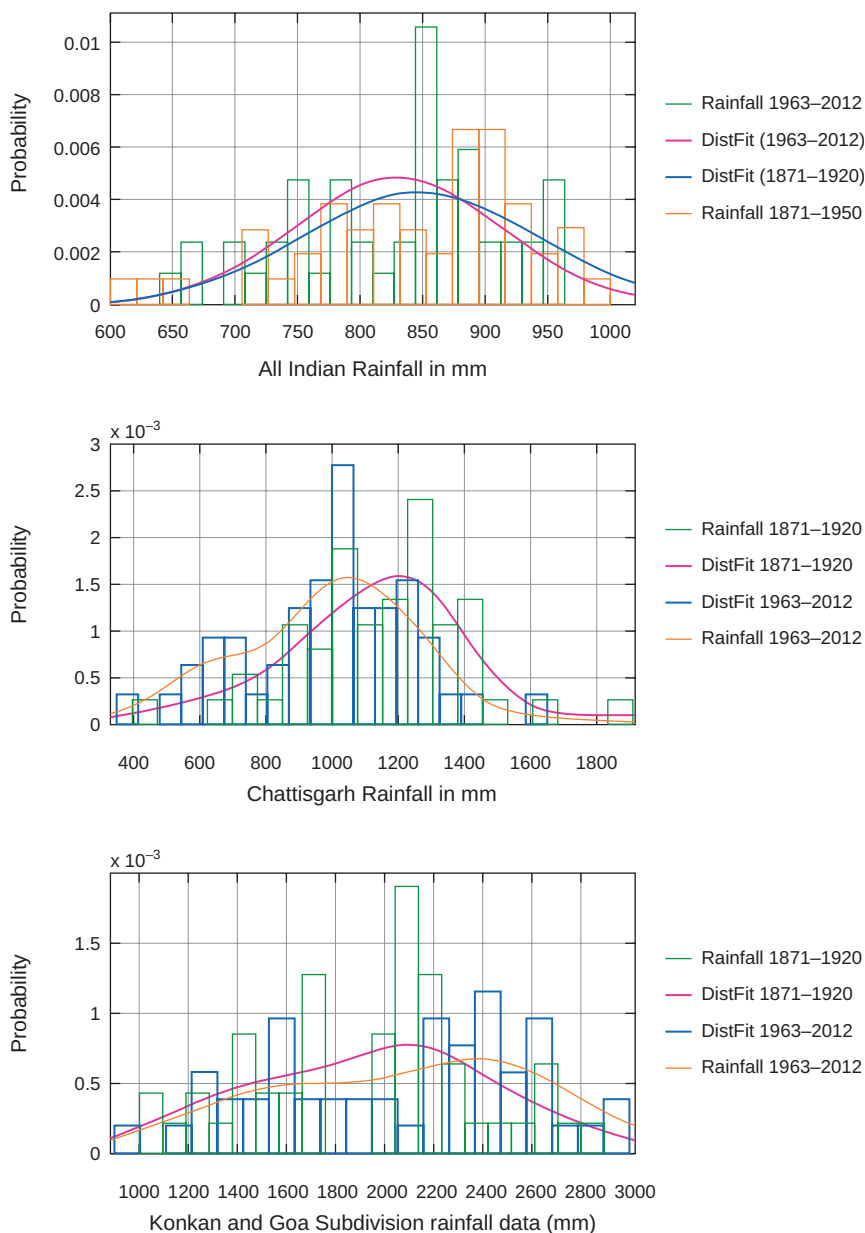 Probability
0.01
0.008
0.006
0.004
0.002
0
600 650 700 750 800 850 900 950 1000
All Indian Rainfall in mm
Rainfall 1963–2012
DistFit (1963–2012)
DistFit (1871–1920)
Rainfall 1871–1950
x 10⁻³
Probability
3
2.5
2
1.5
1
0.5
0
400 600 800 1000 1200 1400 1600 1800
Chattisgarh Rainfall in mm
Rainfall 1871–1920
DistFit 1871–1920
DistFit 1963–2012
Rainfall 1963–2012
x 10⁻³
Probability
1.5
1
0.5
0
1000 1200 1400 1600 1800 2000 2200 2400 2600 2800 3000
Konkan and Goa Subdivision rainfall data (mm)
Rainfall 1871–1920
DistFit 1871–1920
DistFit 1963–2012
Rainfall 1963–2012